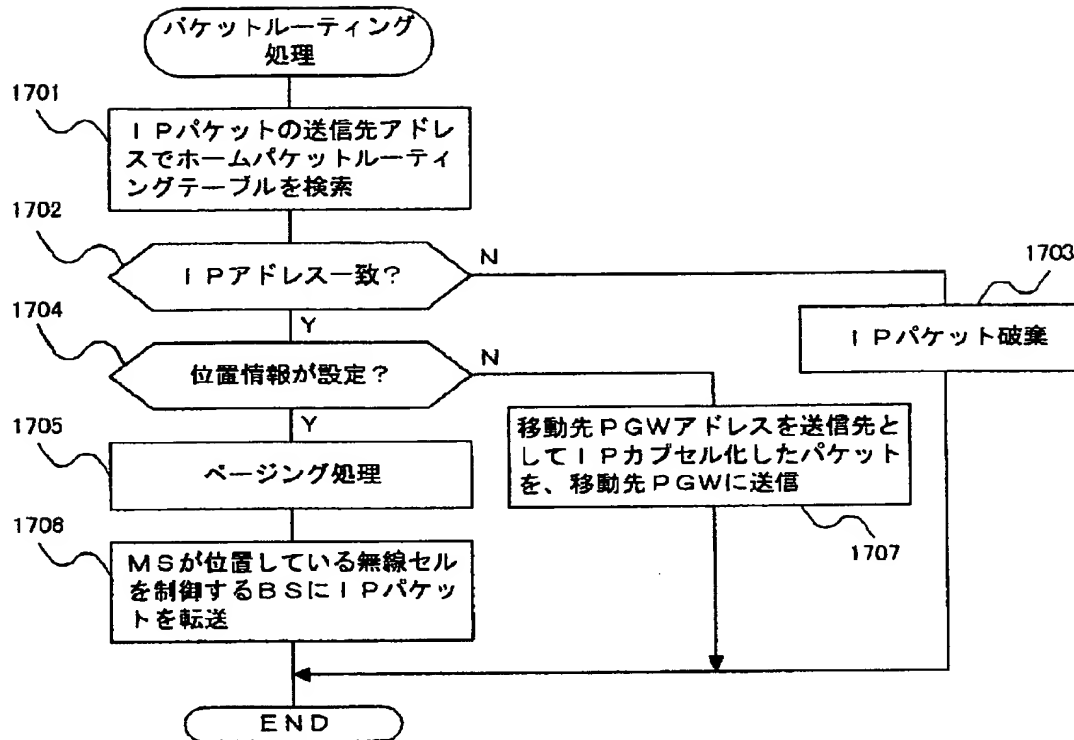 パケットルーティング
処理
1701
IPパケットの送信先アドレ
スでホームパケットルーティ
ングテーブルを検索
1702
IPアドレス一致?
N
1703
IPパケット破棄
Y
1704
位置情報が設定?
N
Y
移動先PGWアドレスを送信先と
してIPカプセル化したパケット
を、移動先PGWに送信
1707
1705
ページング処理
1706
MSが位置している無線セル
を制御するBSにIPパケッ
トを転送
END